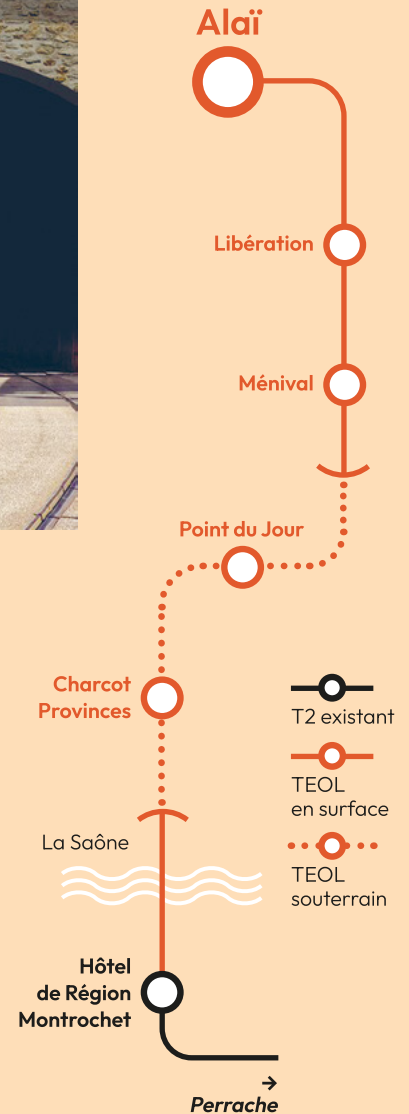 Alaï
Libération
Ménival
Point du Jour
Charcot
Provinces
T2 existant
TEOL
en surface
TEOL
souterrain
La Saône
Hôtel
de Région
Montrochet
→
Perrache